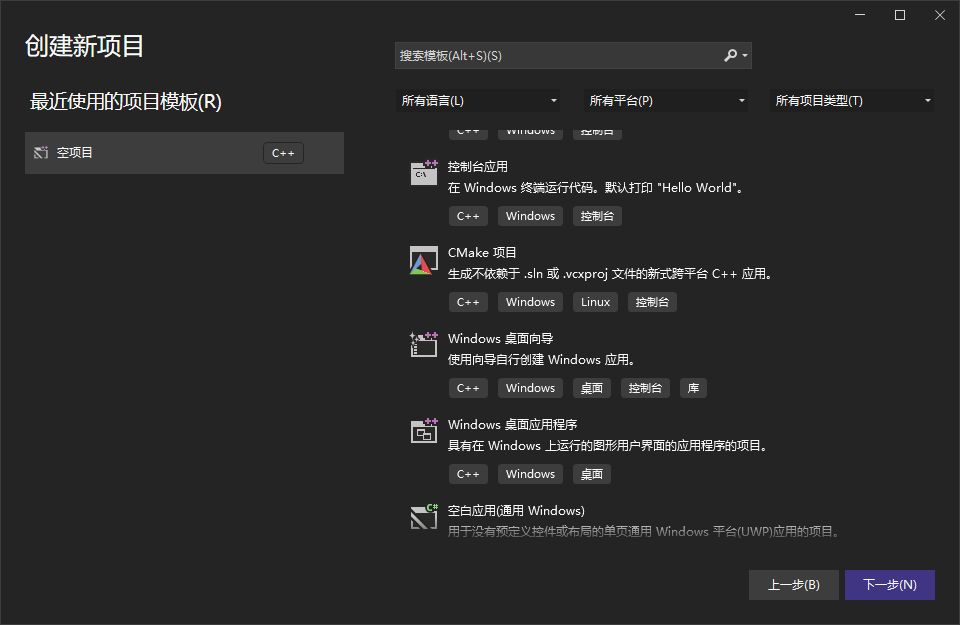 创建新项目
最近使用的项目模板(R)
空项目 C++
搜索模板(Alt+S)(S)
所有语言(L) 所有平台(P) 所有项目类型(T)
C++ Windows 控制台
控制台应用
在 Windows 终端运行代码。默认打印 "Hello World"。
C++ Windows 控制台
CMake 项目
生成不依赖于 .sln 或 .vcxproj 文件的新式跨平台 C++ 应用。
C++ Windows Linux 控制台
Windows 桌面向导
使用向导自行创建 Windows 应用。
C++ Windows 桌面 控制台 库
Windows 桌面应用程序
具有在 Windows 上运行的图形用户界面的应用程序的项目。
C++ Windows 桌面
空白应用(通用 Windows)
用于没有预定义控件或布局的单页通用 Windows 平台(UWP)应用的项目。
上一步(B) 下一步(N)